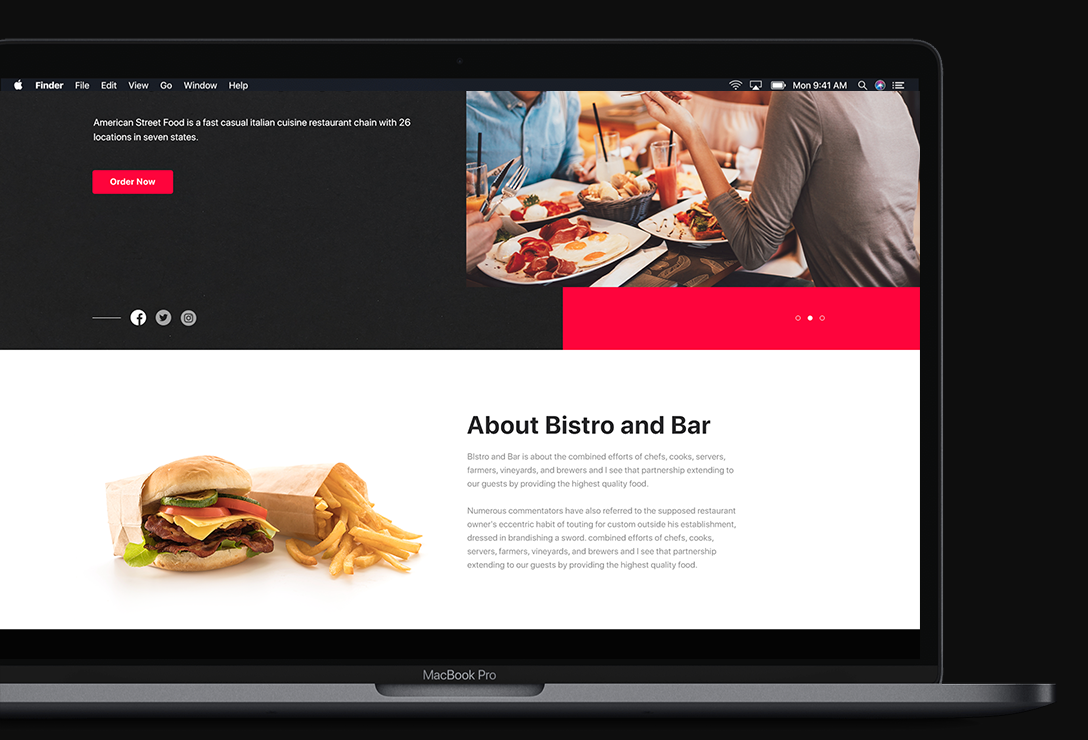 Finder File Edit View Go Window Help Mon 9:41 AM
American Street Food is a fast casual italian cuisine restaurant chain with 26
locations in seven states.
Order Now
About Bistro and Bar
BIstro and Bar is about the combined efforts of chefs, cooks, servers,
farmers, vineyards, and brewers and I see that partnership extending to
our guests by providing the highest quality food.
Numerous commentators have also referred to the supposed restaurant
owner's eccentric habit of touting for custom outside his establishment,
dressed in brandishing a sword. combined efforts of chefs, cooks,
servers, farmers, vineyards, and brewers and I see that partnership
extending to our guests by providing the highest quality food.
MacBook Pro